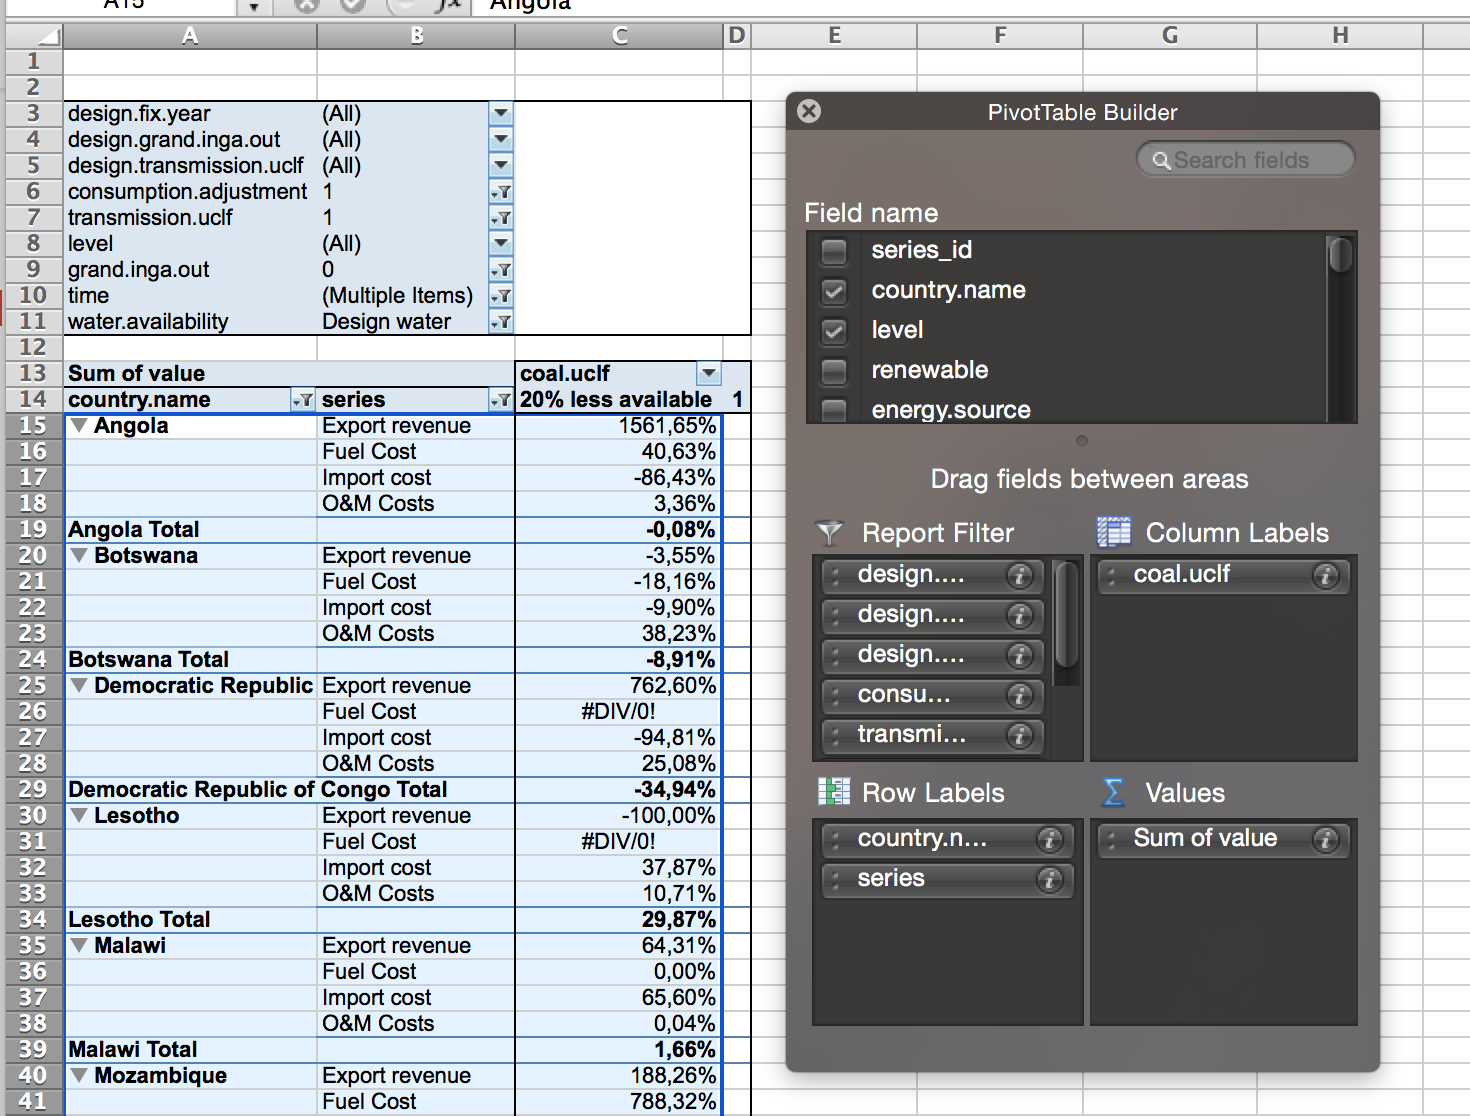 A15 fx Angola
A B C D E F G H
1
2
3 design.fix.year (All)
4 design.grand.inga.out (All)
5 design.transmission.uclf (All)
6 consumption.adjustment 1
7 transmission.uclf 1
8 level (All)
9 grand.inga.out 0
10 time (Multiple Items)
11 water.availability Design water
12
13 Sum of value coal.uclf
14 country.name series 20% less available 1
15 Angola Export revenue 1561,65%
16 Fuel Cost 40,63%
17 Import cost -86,43%
18 O&M Costs 3,36%
19 Angola Total -0,08%
20 Botswana Export revenue -3,55%
21 Fuel Cost -18,16%
22 Import cost -9,90%
23 O&M Costs 38,23%
24 Botswana Total -8,91%
25 Democratic Republic Export revenue 762,60%
26 Fuel Cost #DIV/0!
27 Import cost -94,81%
28 O&M Costs 25,08%
29 Democratic Republic of Congo Total -34,94%
30 Lesotho Export revenue -100,00%
31 Fuel Cost #DIV/0!
32 Import cost 37,87%
33 O&M Costs 10,71%
34 Lesotho Total 29,87%
35 Malawi Export revenue 64,31%
36 Fuel Cost 0,00%
37 Import cost 65,60%
38 O&M Costs 0,04%
39 Malawi Total 1,66%
40 Mozambique Export revenue 188,26%
41 Fuel Cost 788,32%
PivotTable Builder
Search fields
Field name
series_id
country.name
level
renewable
energy.source
Drag fields between areas
Report Filter
design....
design....
design....
consu...
transmi...
Column Labels
coal.uclf
Row Labels
country.n...
series
Values
Sum of value